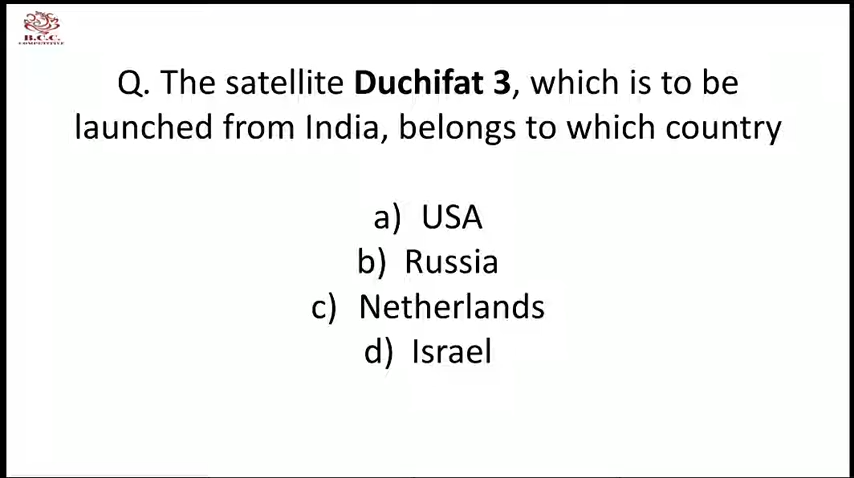 B.C.C.
COMPETITIVE
Q. The satellite Duchifat 3, which is to be
launched from India, belongs to which country
a) USA
b) Russia
c) Netherlands
d) Israel